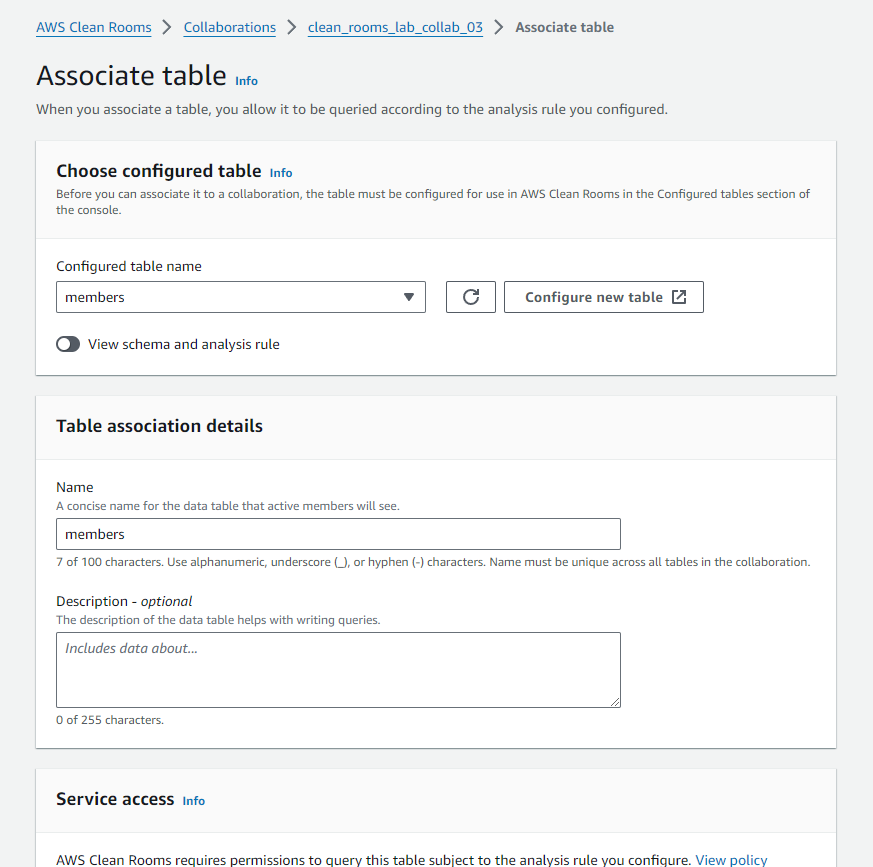 AWS Clean Rooms > Collaborations > clean_rooms_lab_collab_03 > Associate table
Associate table Info
When you associate a table, you allow it to be queried according to the analysis rule you configured.
Choose configured table Info
Before you can associate it to a collaboration, the table must be configured for use in AWS Clean Rooms in the Configured tables section of
the console.
Configured table name
members
Configure new table
View schema and analysis rule
Table association details
Name
A concise name for the data table that active members will see.
members
7 of 100 characters. Use alphanumeric, underscore (_), or hyphen (-) characters. Name must be unique across all tables in the collaboration.
Description - optional
The description of the data table helps with writing queries.
Includes data about...
0 of 255 characters.
Service access Info
AWS Clean Rooms requires permissions to query this table subject to the analysis rule you configure. View policy